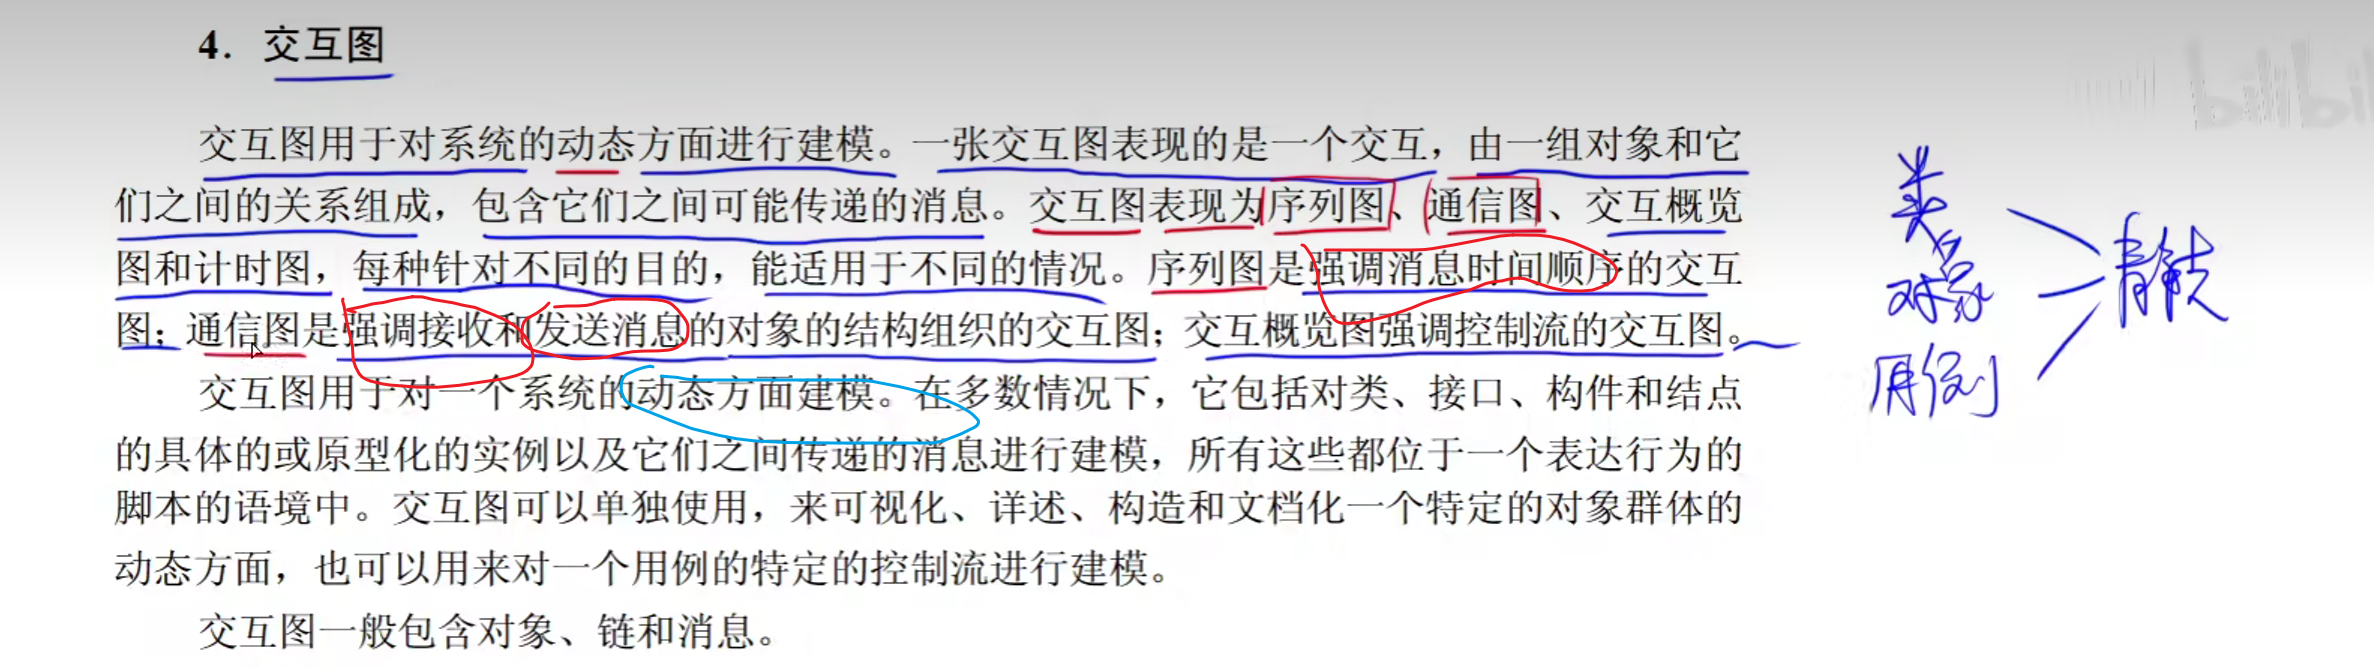 4. 交互图
bilibili
交互图用于对系统的动态方面进行建模。一张交互图表现的是一个交互，由一组对象和它
们之间的关系组成，包含它们之间可能传递的消息。交互图表现为序列图、通信图、交互概览
图和计时图，每种针对不同的目的，能适用于不同的情况。序列图是强调消息时间顺序的交互
图；通信图是强调接收和发送消息的对象的结构组织的交互图；交互概览图强调控制流的交互图。
交互图用于对一个系统的动态方面建模。在多数情况下，它包括对类、接口、构件和结点
的具体的或原型化的实例以及它们之间传递的消息进行建模，所有这些都位于一个表达行为的
脚本的语境中。交互图可以单独使用，来可视化、详述、构造和文档化一个特定的对象群体的
动态方面，也可以用来对一个用例的特定的控制流进行建模。
交互图一般包含对象、链和消息。
类
对象
用例
静态